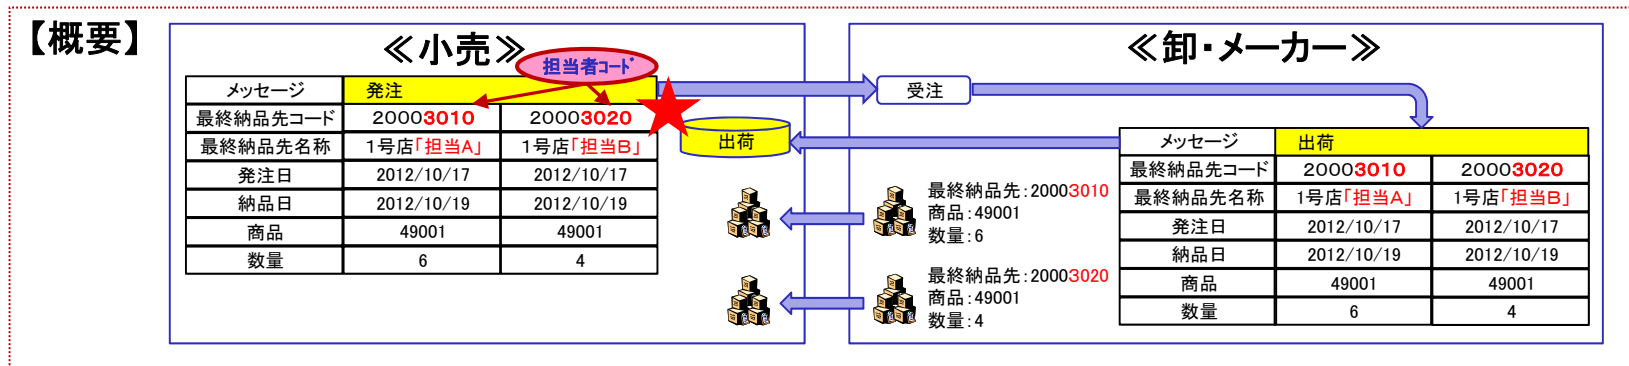 【概要】
≪小売≫
担当者コード
メッセージ 発注
最終納品先コード 20003010 20003020
最終納品先名称 1号店「担当A」 1号店「担当B」
発注日 2012/10/17 2012/10/17
納品日 2012/10/19 2012/10/19
商品 49001 49001
数量 6 4
出荷
≪卸・メーカー≫
受注
最終納品先:20003010
商品:49001
数量:6
最終納品先:20003020
商品:49001
数量:4
メッセージ 出荷
最終納品先コード 20003010 20003020
最終納品先名称 1号店「担当A」 1号店「担当B」
発注日 2012/10/17 2012/10/17
納品日 2012/10/19 2012/10/19
商品 49001 49001
数量 6 4